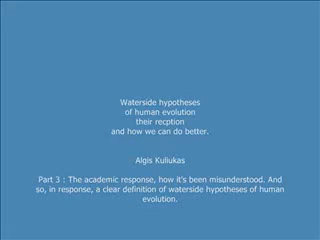 Waterside hypotheses
of human evolution
their recption
and how we can do better.
Algis Kuliukas
Part 3 : The academic response, how it's been misunderstood. And
so, in response, a clear definition of waterside hypotheses of human
evolution.